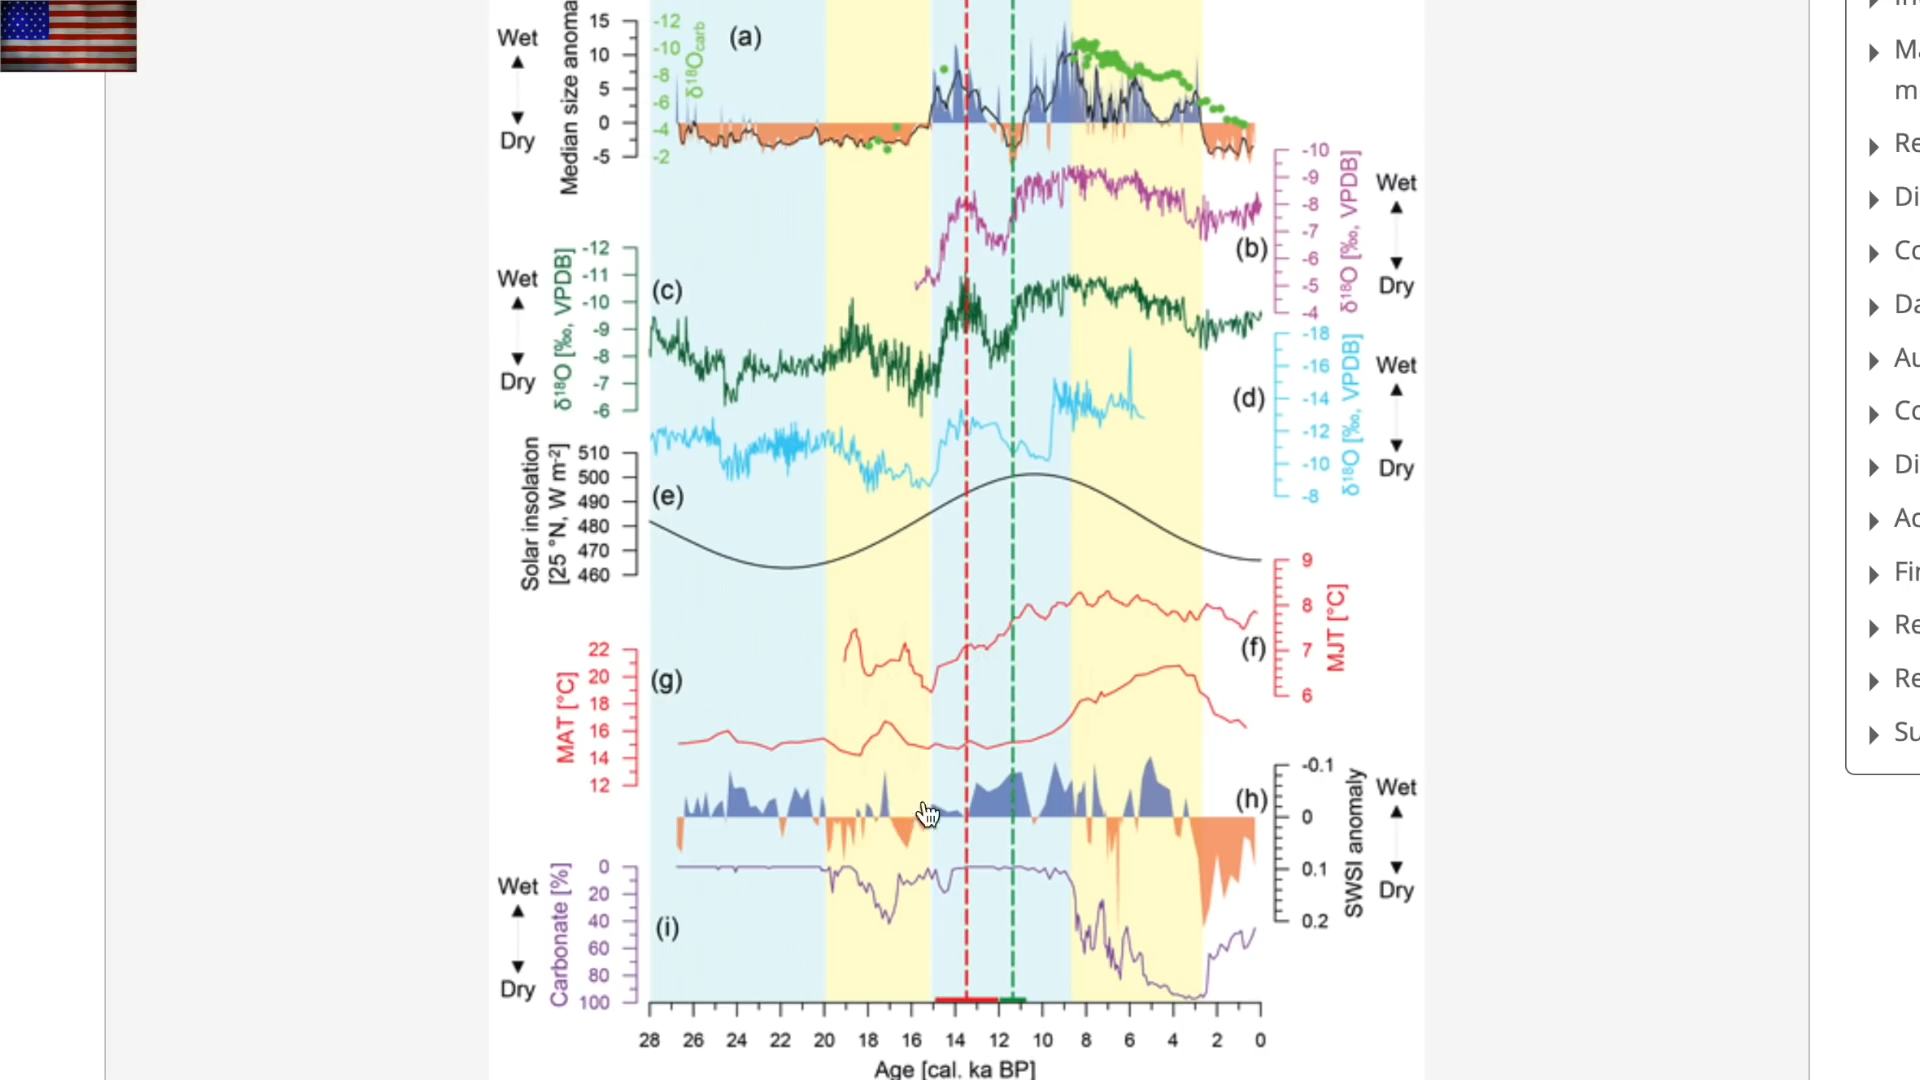 Wet
Dry
Median size anoma
15
10
5
0
-5
-12
-10
-8
-6
-4
-2
δ¹⁸Ocarb
(a)
-10
-9
-8
-7
-6
-5
-4
δ¹⁸O [‰, VPDB]
(b)
Wet
Dry
Wet
Dry
δ¹⁸O [‰, VPDB]
-12
-11
-10
-9
-8
-7
-6
(c)
-18
-16
-14
-12
-10
-8
δ¹⁸O [‰, VPDB]
(d)
Wet
Dry
Solar insolation
[25 °N, W m⁻²]
510
500
490
480
470
460
(e)
9
8
7
6
MJT [°C]
(f)
MAT [°C]
22
20
18
16
14
12
(g)
-0.1
0
0.1
0.2
SWSI anomaly
(h)
Wet
Dry
Wet
Dry
Carbonate [%]
0
20
40
60
80
100
(i)
28 26 24 22 20 18 16 14 12 10 8 6 4 2 0
Age [cal. ka BP]
Ma
m
Re
Di
Co
Da
Au
Co
Di
Ac
Fin
Re
Re
Su